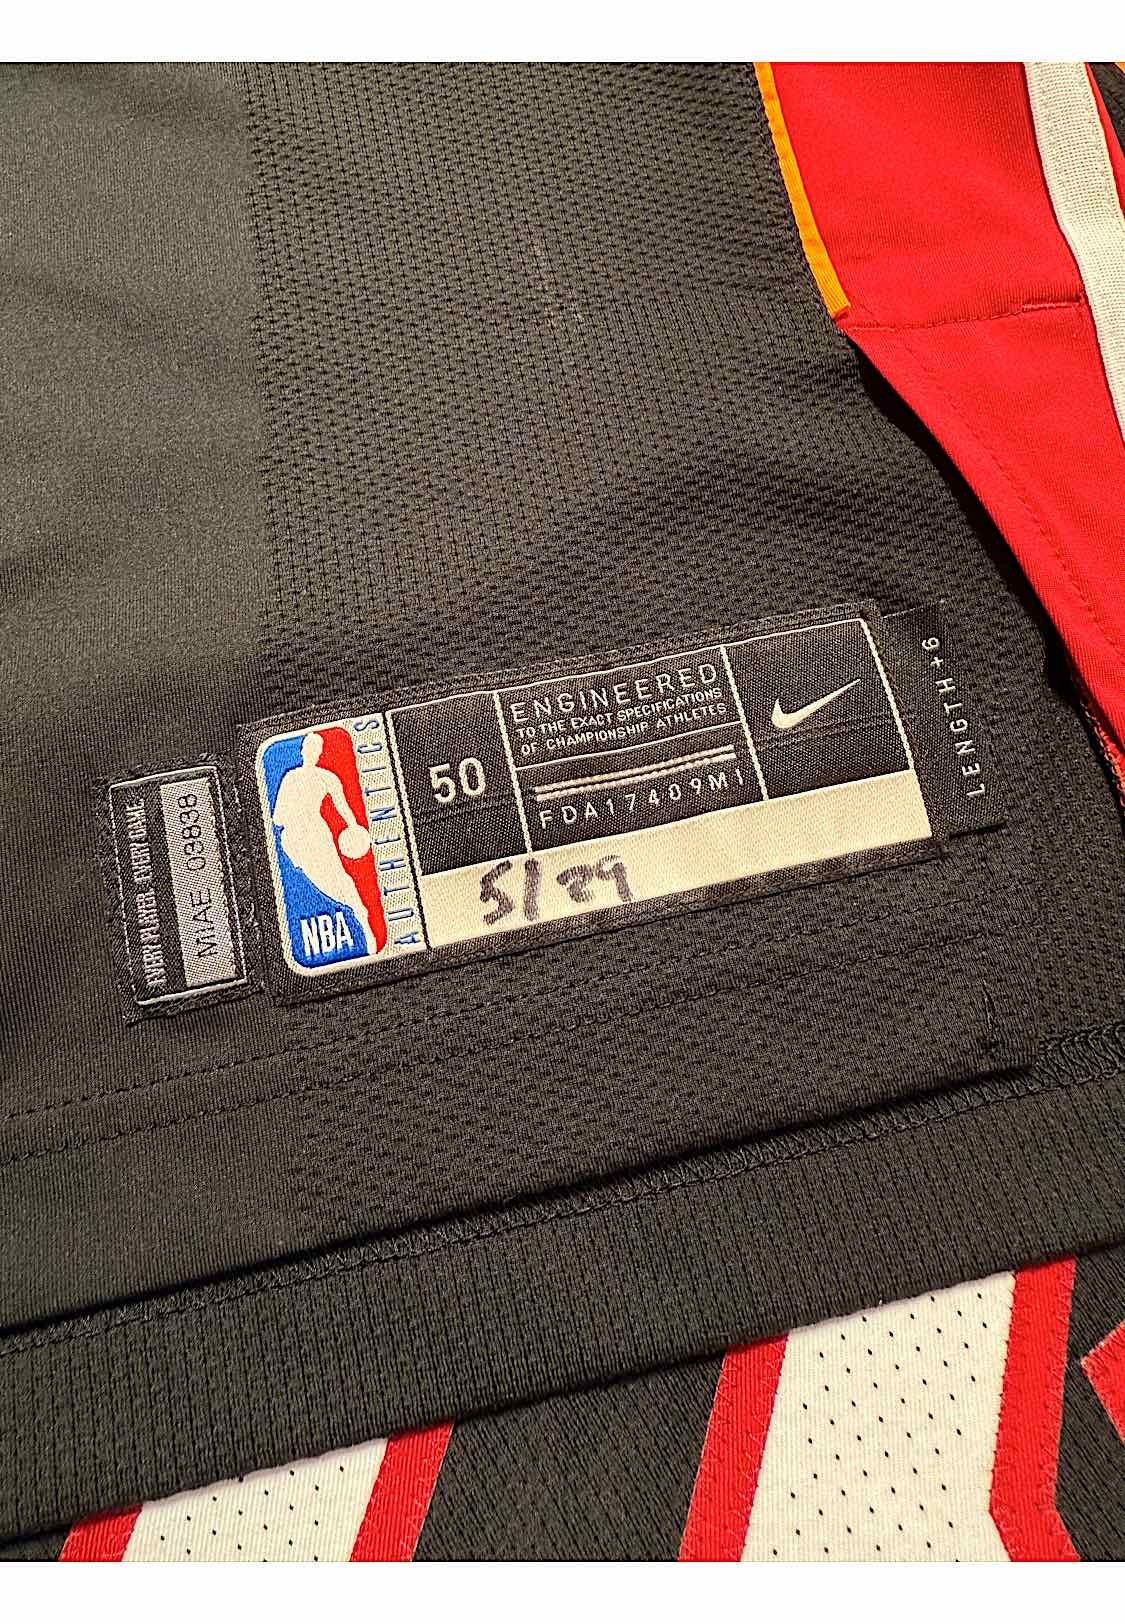 EVERY PLAYER. EVERY GAME.
MIAE 03838
NBA
AUTHENTICS
50
ENGINEERED
TO THE EXACT SPECIFICATIONS
OF CHAMPIONSHIP ATHLETES
FDA17409MI
LENGTH +6
5/29